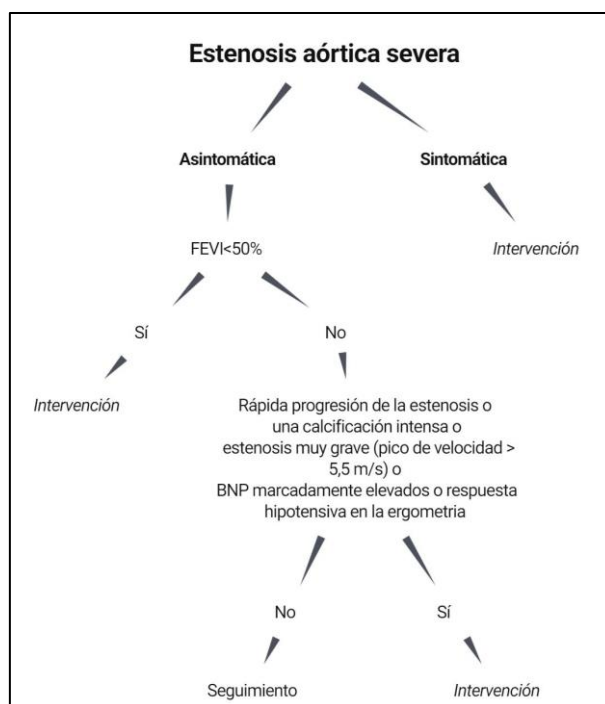 Estenosis aórtica severa
Asintomática
Sintomática
FEVI<50%
Intervención
Sí
No
Intervención
Rápida progresión de la estenosis o
una calcificación intensa o
estenosis muy grave (pico de velocidad >
5,5 m/s) o
BNP marcadamente elevados o respuesta
hipotensiva en la ergometria
No
Sí
Seguimiento
Intervención